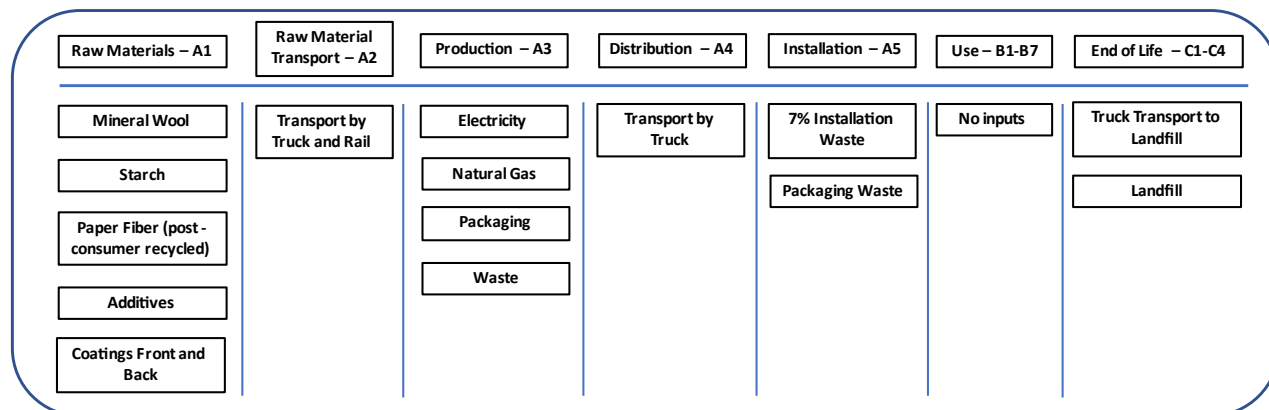 Raw Materials – A1
Raw Material
Transport – A2
Production – A3
Distribution – A4
Installation – A5
Use – B1-B7
End of Life – C1-C4
Mineral Wool
Starch
Paper Fiber (post -
consumer recycled)
Additives
Coatings Front and
Back
Transport by
Truck and Rail
Electricity
Natural Gas
Packaging
Waste
Transport by
Truck
7% Installation
Waste
Packaging Waste
No inputs
Truck Transport to
Landfill
Landfill